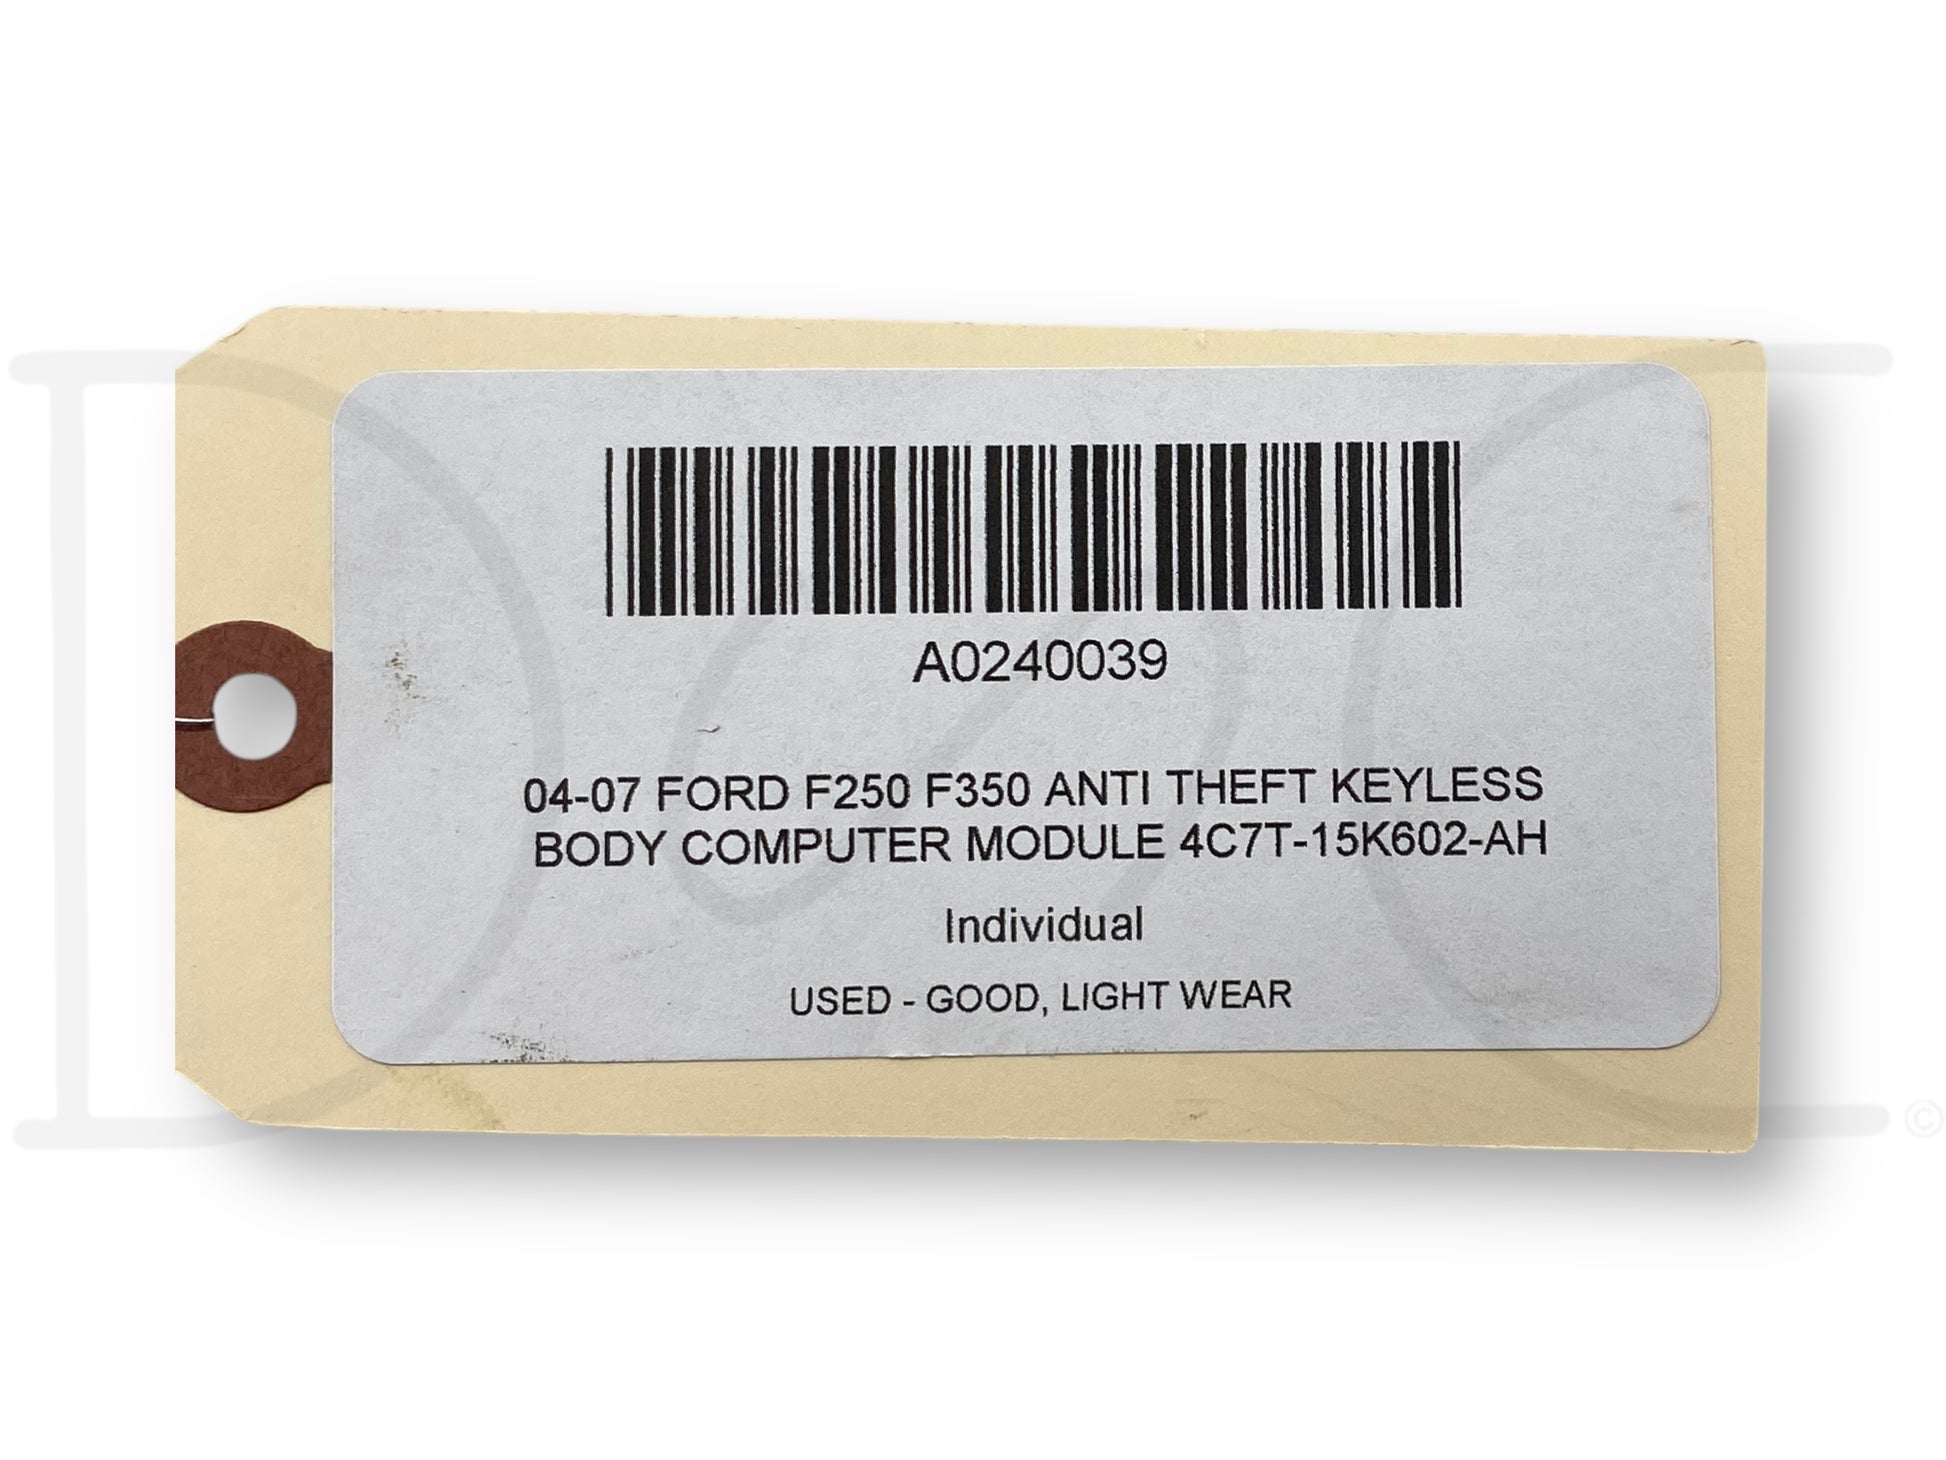 A0240039
04-07 FORD F250 F350 ANTI THEFT KEYLESS
BODY COMPUTER MODULE 4C7T-15K602-AH
Individual
USED - GOOD, LIGHT WEAR
©